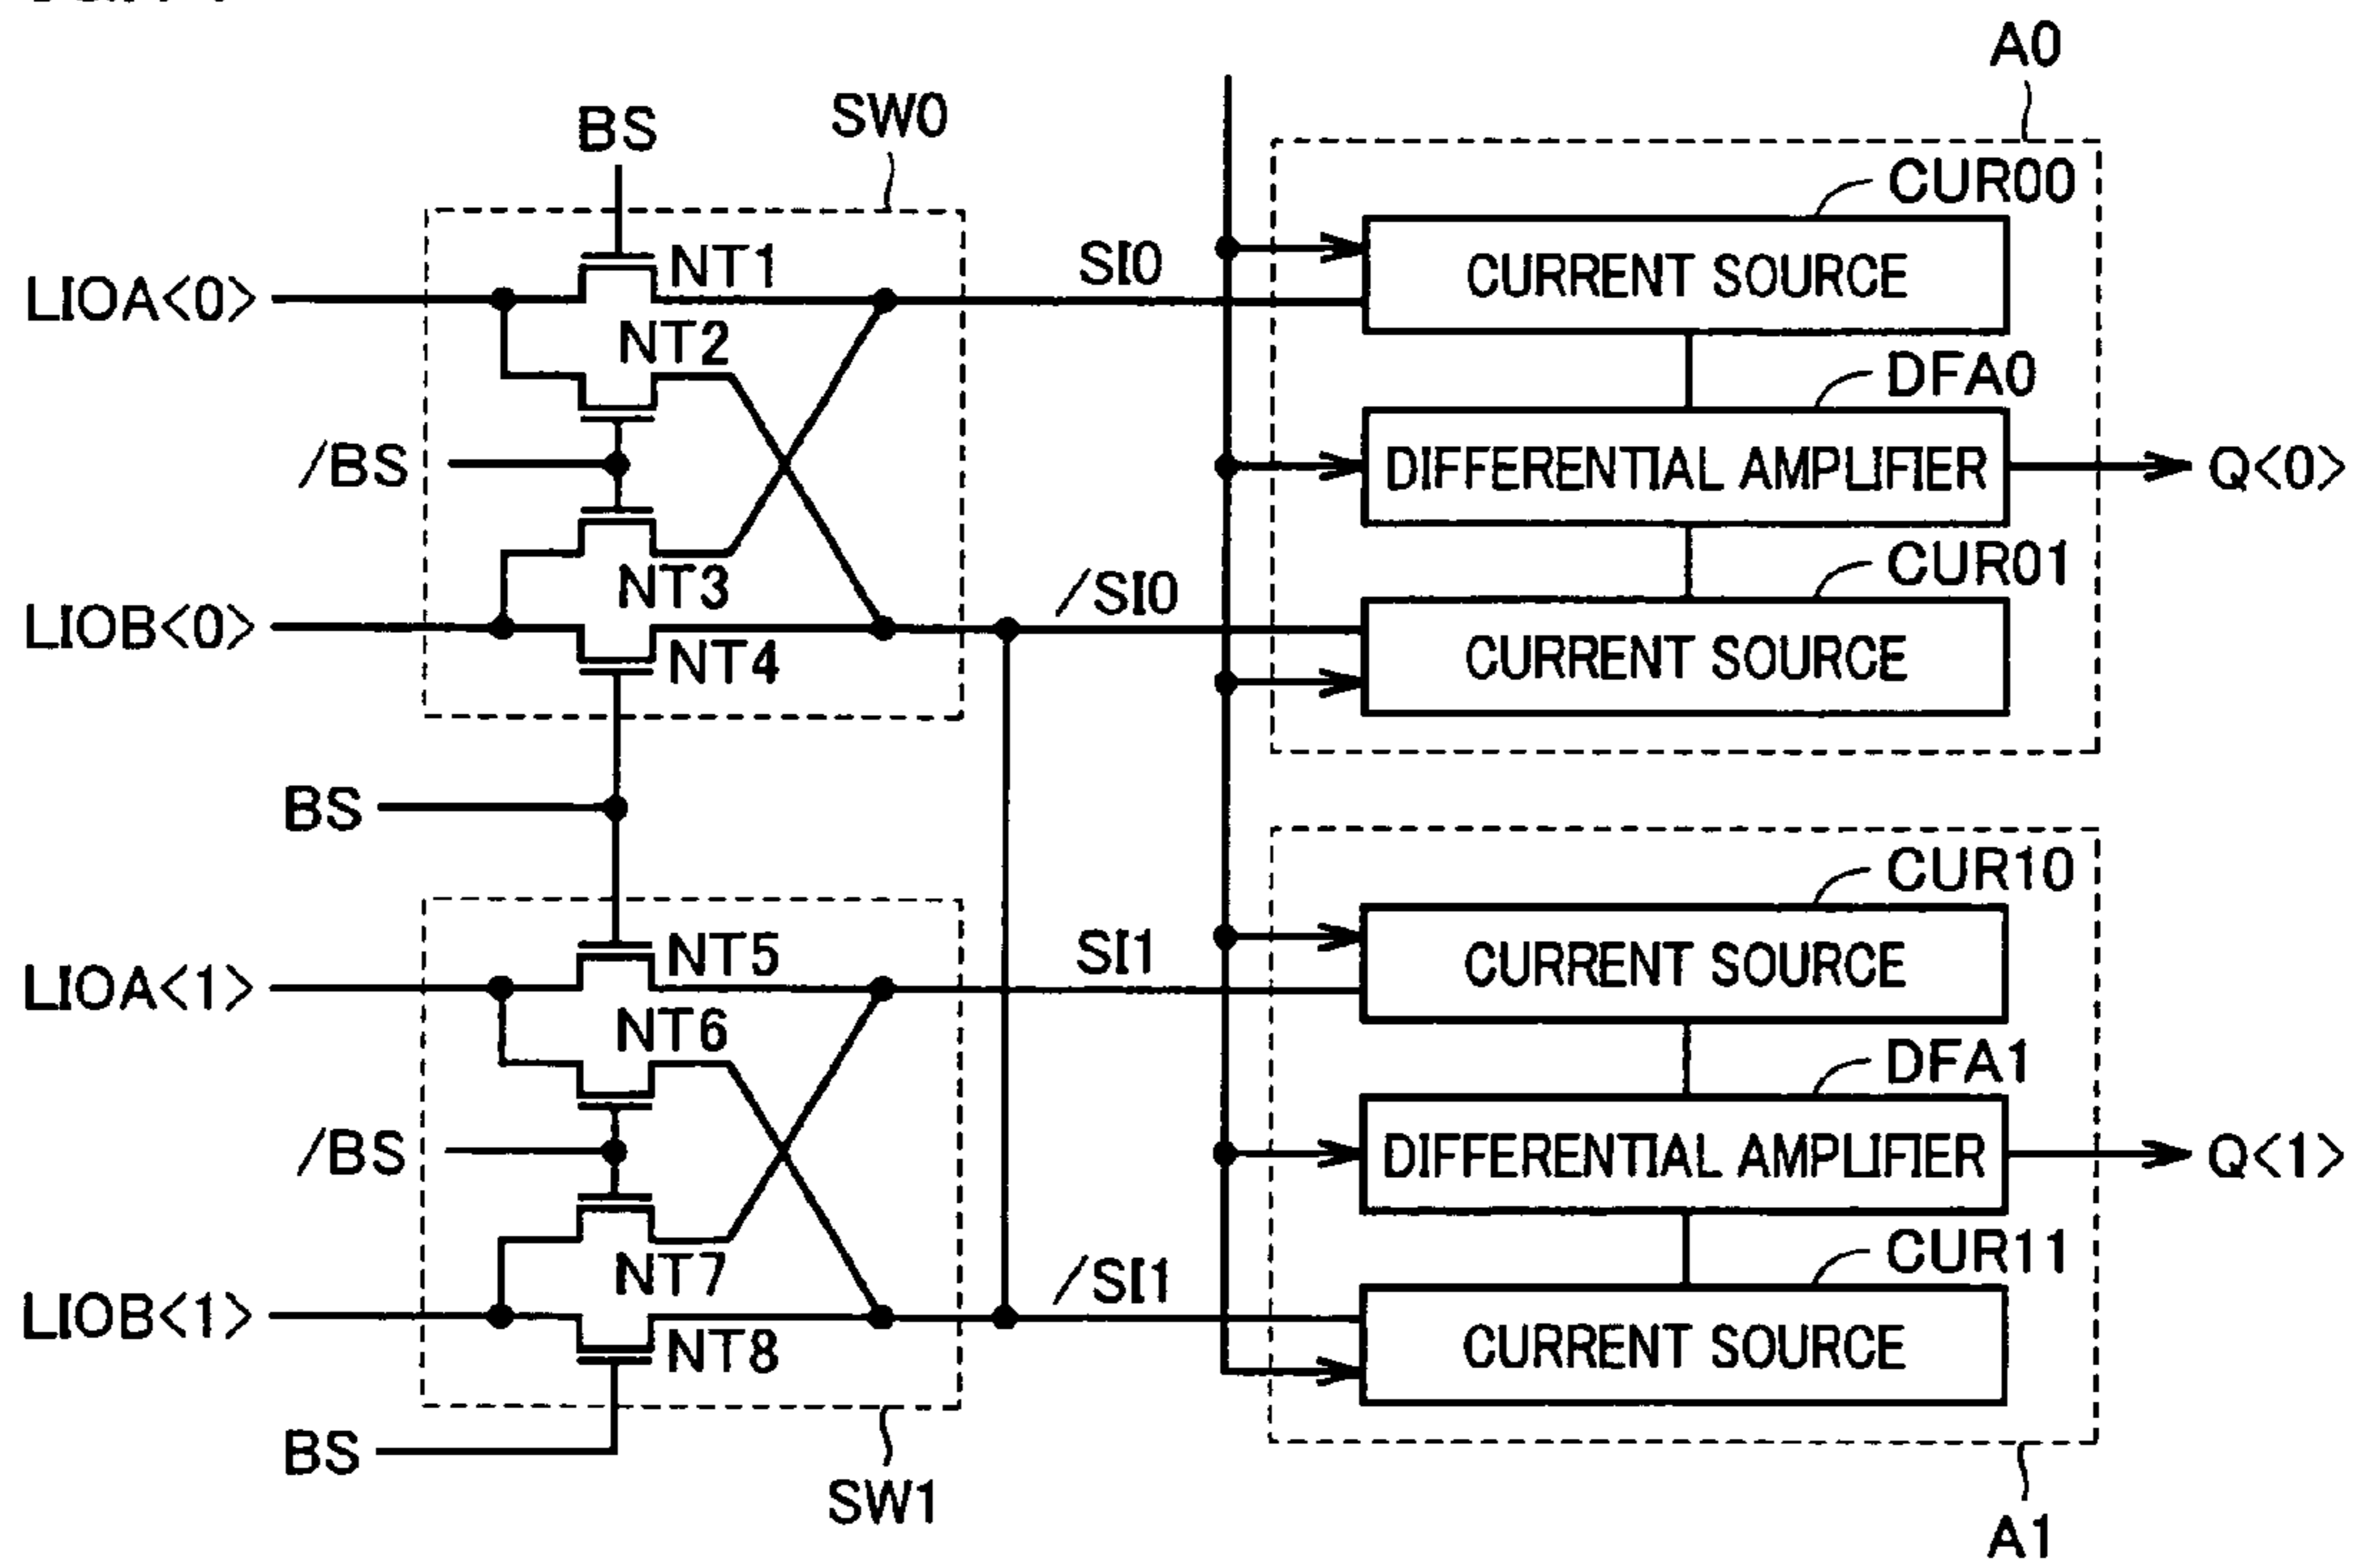 A0
SW0
BS
CUR00
NT1
SI0
CURRENT SOURCE
LIOA<0>
NT2
DFA0
/BS
DIFFERENTIAL AMPLIFIER
Q<0>
CUR01
NT3
/SI0
LIOB<0>
NT4
CURRENT SOURCE
BS
CUR10
NT5
SI1
CURRENT SOURCE
LIOA<1>
NT6
DFA1
/BS
DIFFERENTIAL AMPLIFIER
Q<1>
CUR11
NT7
/SI1
LIOB<1>
NT8
CURRENT SOURCE
BS
SW1
A1